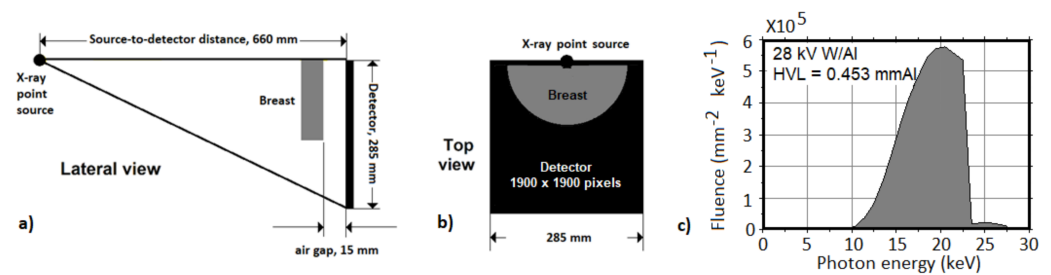 Source-to-detector distance, 660 mm
X-ray
point
source
Breast
Detector, 285 mm
Lateral view
a)
air gap, 15 mm
X-ray point source
Breast
Top
view
Detector
1900 x 1900 pixels
b)
285 mm
X10⁵
28 kV W/Al
HVL = 0.453 mmAl
Fluence (mm⁻² keV⁻¹)
6
5
4
3
2
1
0
c)
0 5 10 15 20 25 30
Photon energy (keV)